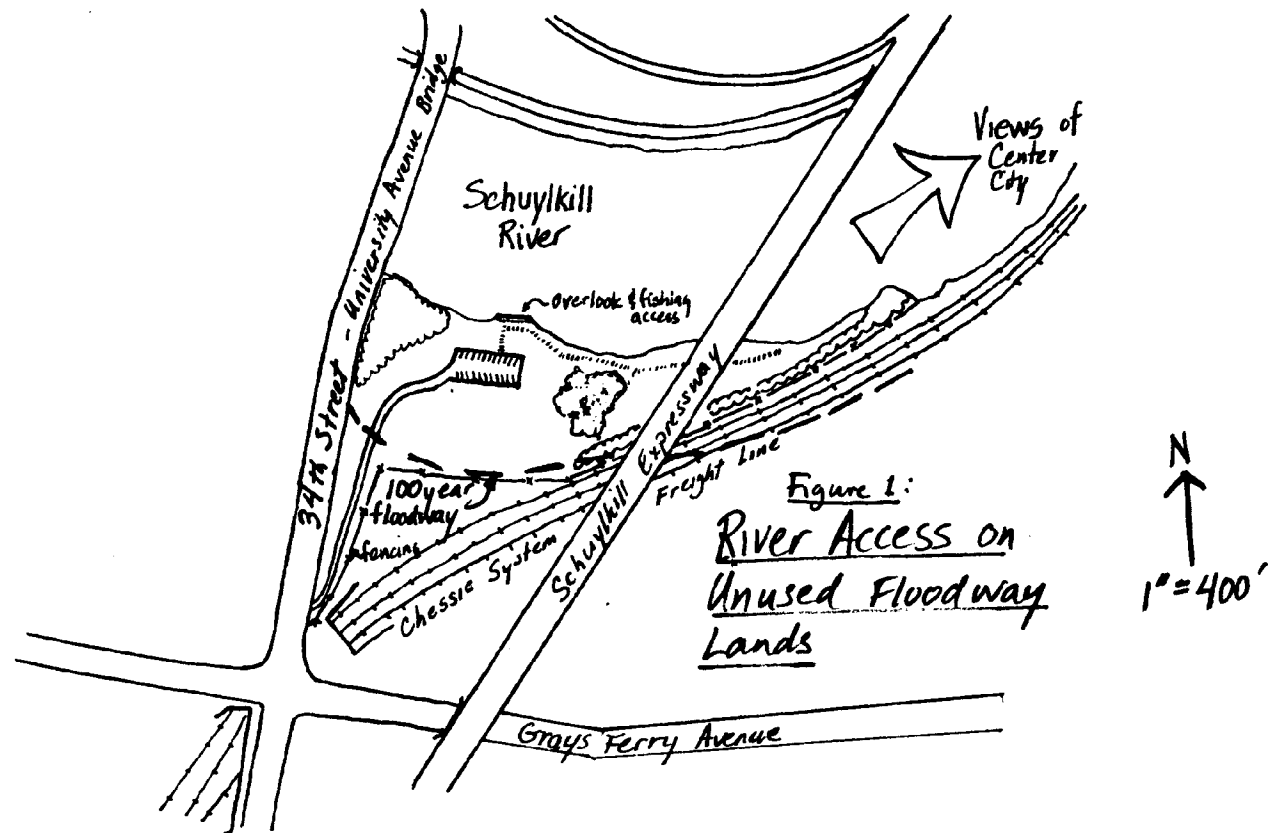 Views of
Center
City
34th Street - University Avenue Bridge
Schuylkill
River
overlook & fishing
access
100 year
floodway
fencing
Chessie System
Freight Line
Schuylkill Expressway
Grays Ferry Avenue
Figure 1:
River Access on
Unused Floodway
Lands
N
1" = 400'